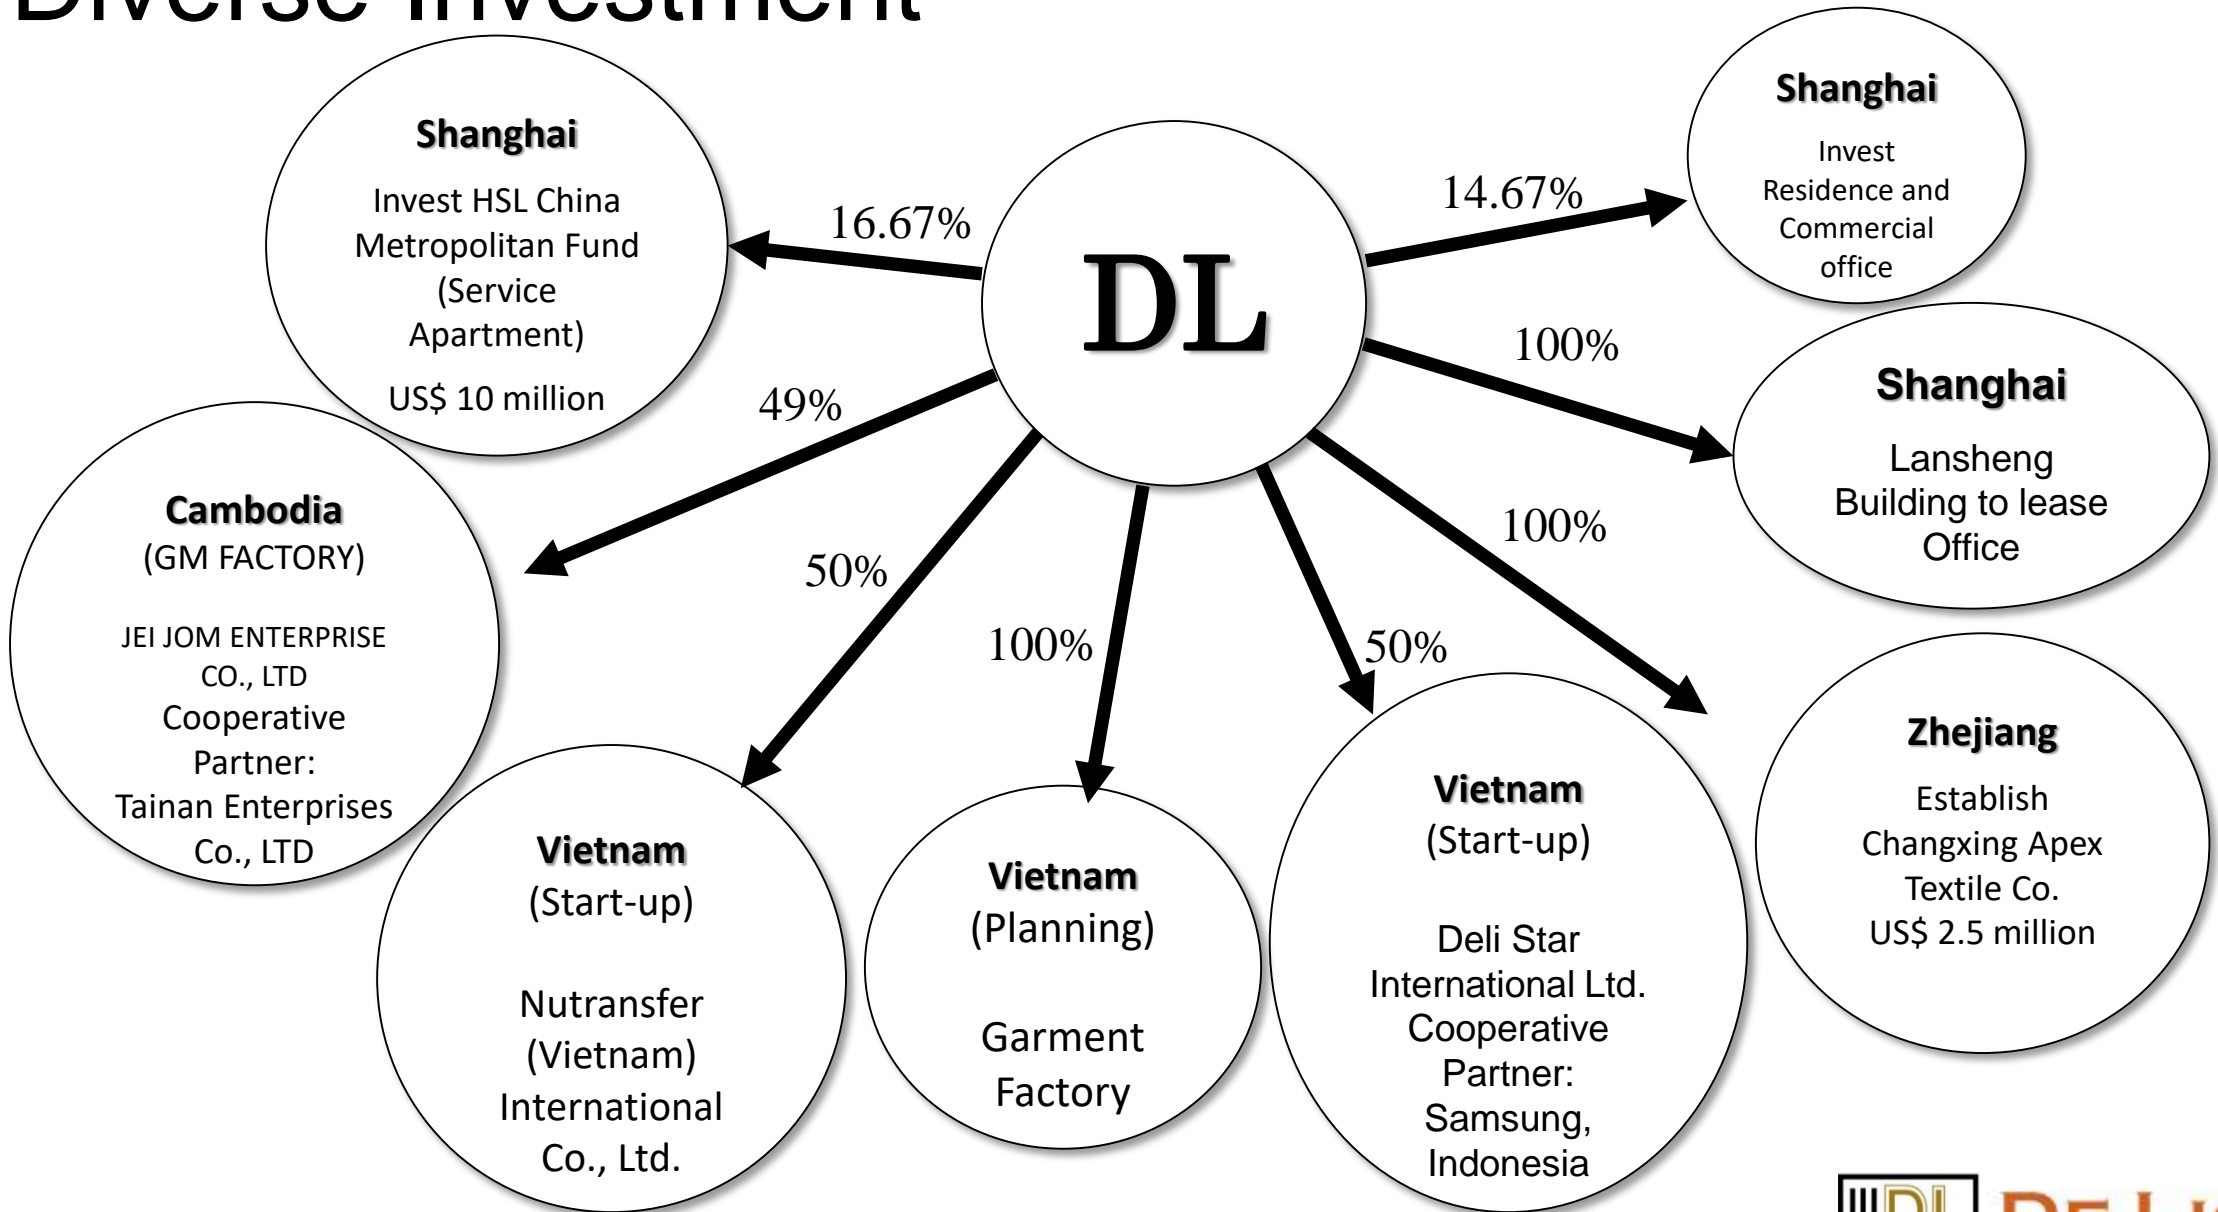 Diverse Investment
Shanghai
Invest HSL China
Metropolitan Fund
(Service
Apartment)
US$ 10 million
16.67%
DL
14.67%
Shanghai
Invest
Residence and
Commercial
office
100%
Shanghai
Lansheng
Building to lease
Office
49%
Cambodia
(GM FACTORY)
JEI JOM ENTERPRISE
CO., LTD
Cooperative
Partner:
Tainan Enterprises
Co., LTD
50%
Vietnam
(Start-up)
Nutransfer
(Vietnam)
International
Co., Ltd.
100%
Vietnam
(Planning)
Garment
Factory
50%
Vietnam
(Start-up)
Deli Star
International Ltd.
Cooperative
Partner:
Samsung,
Indonesia
100%
Zhejiang
Establish
Changxing Apex
Textile Co.
US$ 2.5 million
DL